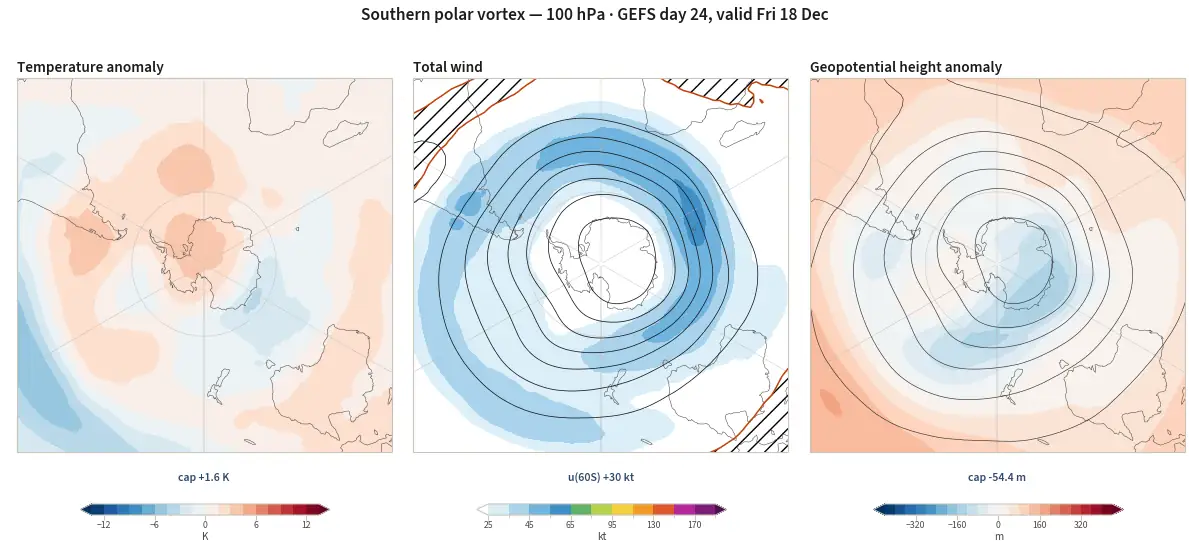 Southern polar vortex — 100 hPa · GEFS day 24, valid Fri 18 Dec
Temperature anomaly
Total wind
Geopotential height anomaly
cap +1.6 K
u(60S) +30 kt
cap -54.4 m
−12 −6 0 6 12
K
25 45 65 95 130 170
kt
−320 −160 0 160 320
m